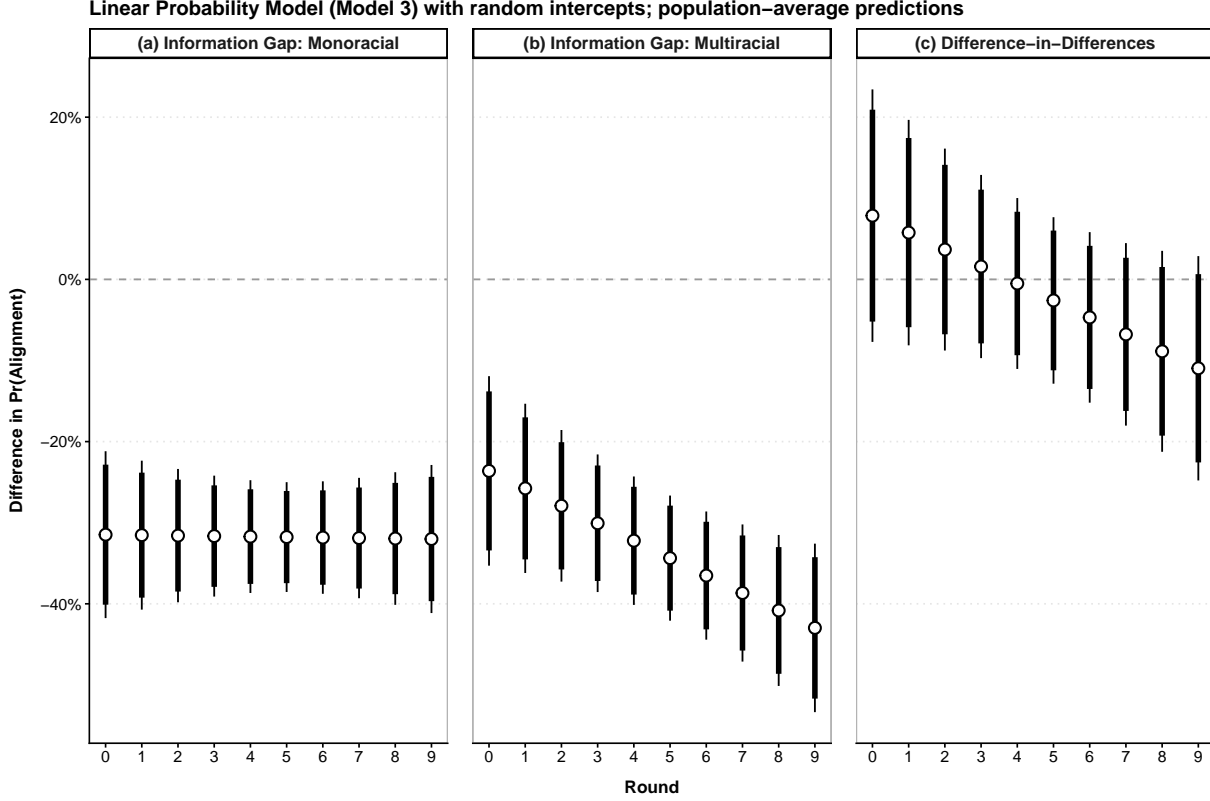 Linear Probability Model (Model 3) with random intercepts; population−average predictions
(a) Information Gap: Monoracial
(b) Information Gap: Multiracial
(c) Difference−in−Differences
Difference in Pr(Alignment)
20%
0%
−20%
−40%
0 1 2 3 4 5 6 7 8 9
0 1 2 3 4 5 6 7 8 9
0 1 2 3 4 5 6 7 8 9
Round